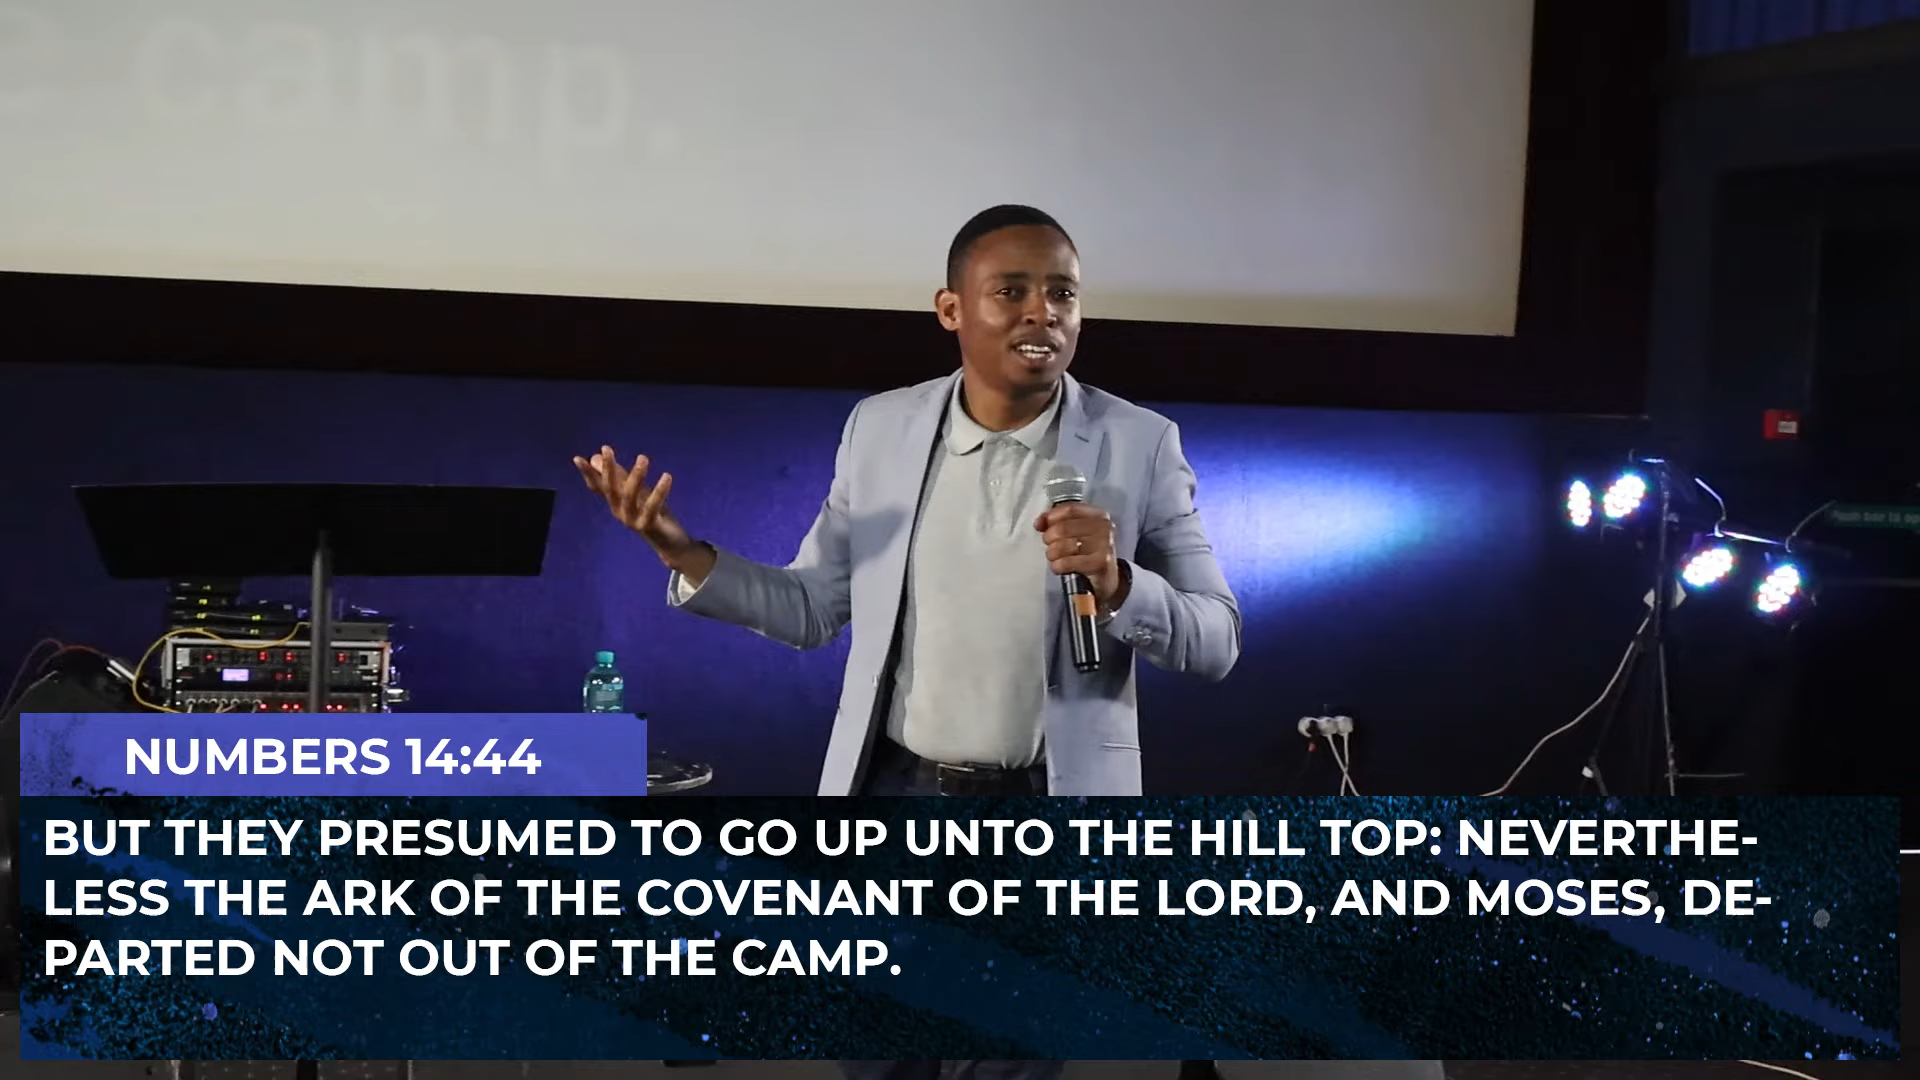 camp.
NUMBERS 14:44
BUT THEY PRESUMED TO GO UP UNTO THE HILL TOP: NEVERTHE-
LESS THE ARK OF THE COVENANT OF THE LORD, AND MOSES, DE-
PARTED NOT OUT OF THE CAMP.